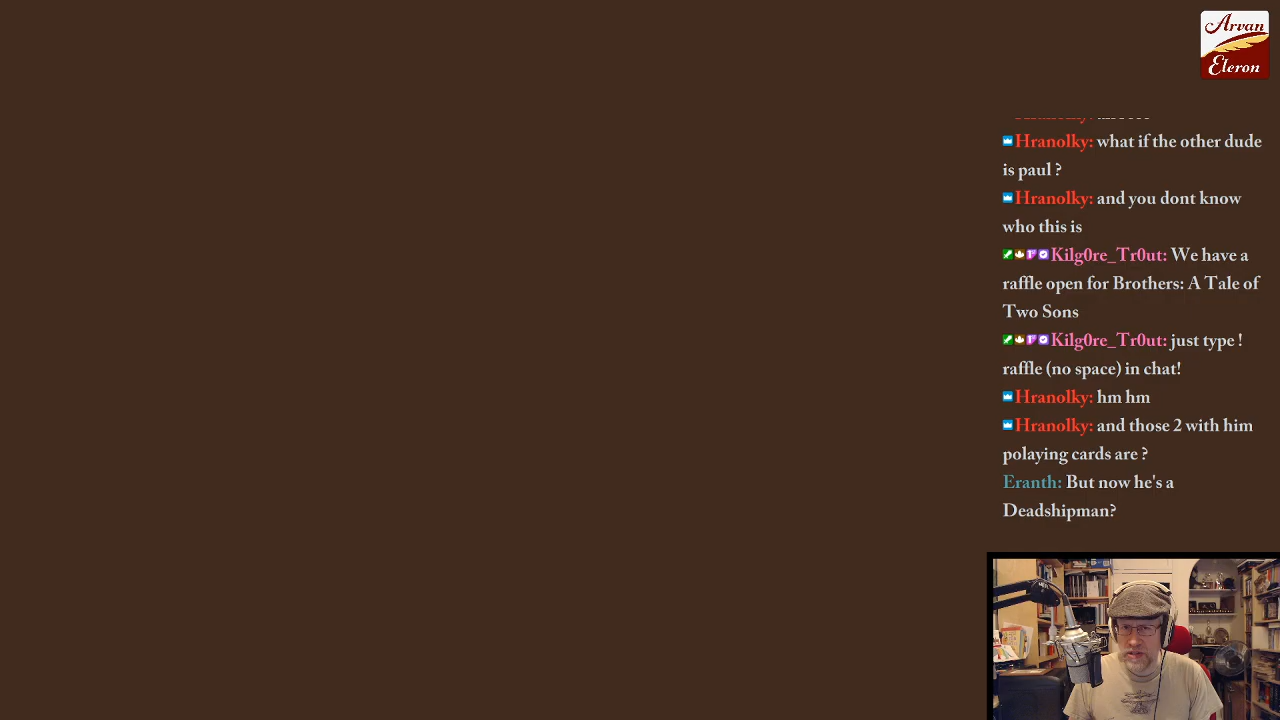 Arvan
Eleron
Hranolky: what if the other dude
is paul ?
Hranolky: and you dont know
who this is
Kilg0re_Tr0ut: We have a
raffle open for Brothers: A Tale of
Two Sons
Kilg0re_Tr0ut: just type !
raffle (no space) in chat!
Hranolky: hm hm
Hranolky: and those 2 with him
polaying cards are ?
Eranth: But now he's a
Deadshipman?